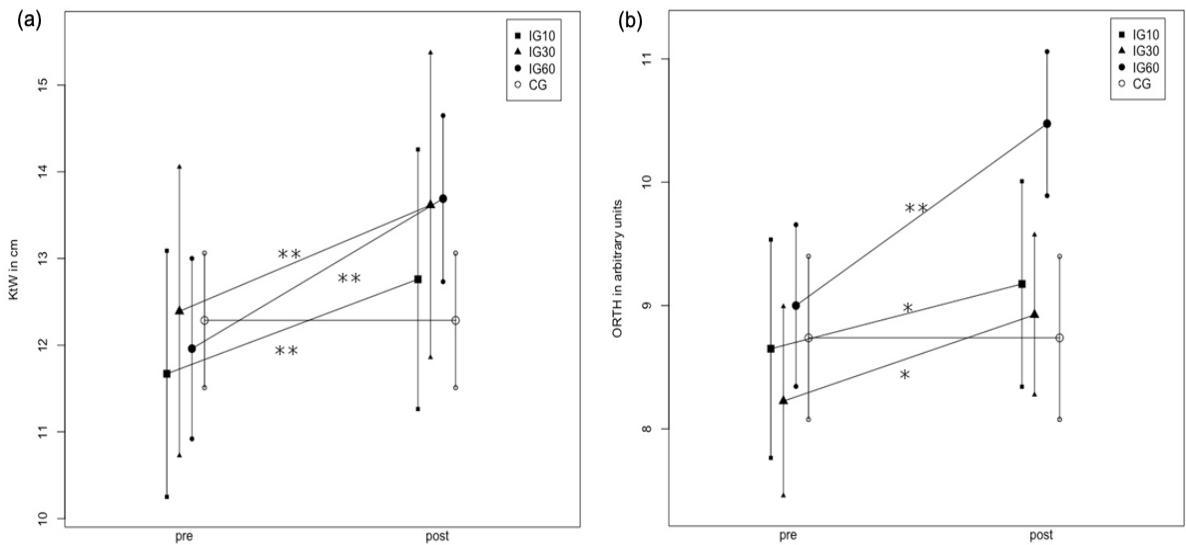 (a)
IG10
IG30
IG60
CG
KtW in cm
15
14
13
12
11
10
**
**
**
pre
post
(b)
IG10
IG30
IG60
CG
ORTH in arbitrary units
11
10
9
8
**
*
*
pre
post